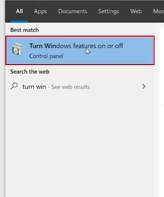 All Apps Documents Settings Web Mor
Best match
Turn Windows features on or off
Control panel
Search the web
turn win - See web results